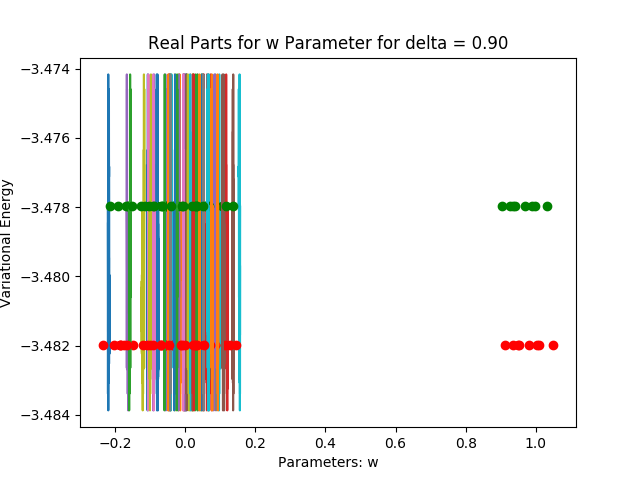 Real Parts for w Parameter for delta = 0.90
Variational Energy
−3.474
−3.476
−3.478
−3.480
−3.482
−3.484
−0.2 0.0 0.2 0.4 0.6 0.8 1.0
Parameters: w